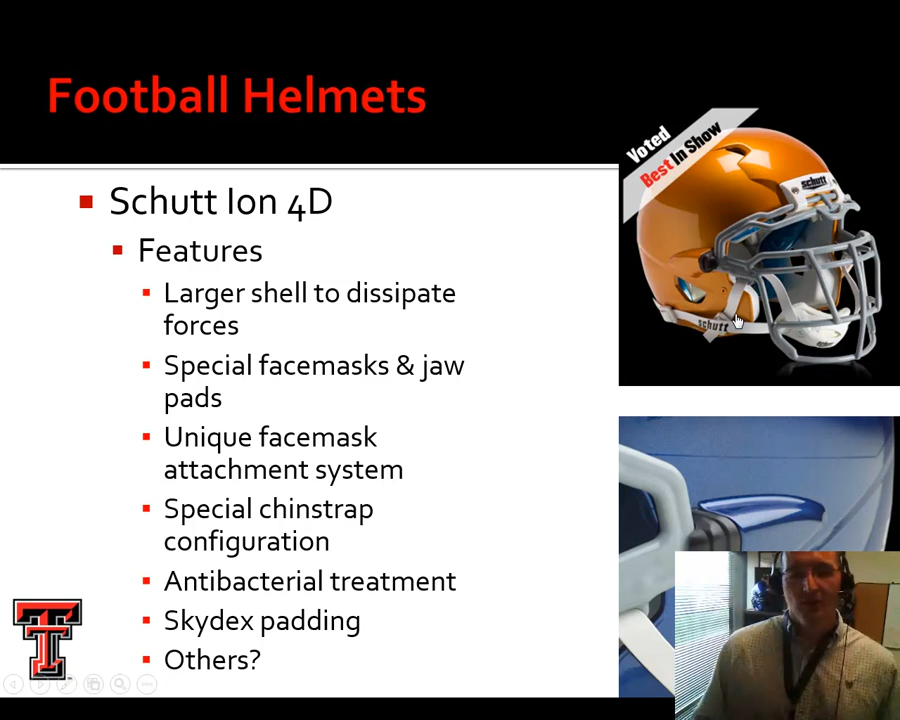 Football Helmets
Voted
Best In Show
schutt
schutt
Schutt Ion 4D
Features
Larger shell to dissipate
forces
Special facemasks & jaw
pads
Unique facemask
attachment system
Special chinstrap
configuration
Antibacterial treatment
Skydex padding
Others?